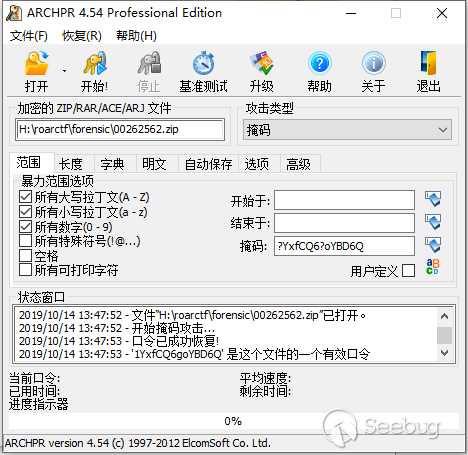 ARCHPR 4.54 Professional Edition
文件(F) 恢复(R) 帮助(H)
打开 开始! 停止 基准测试 升级 帮助 关于 退出
加密的 ZIP/RAR/ACE/ARJ 文件 攻击类型
H:\roarctf\forensic\00262562.zip 掩码
范围 长度 字典 明文 自动保存 选项 高级
暴力范围选项
所有大写拉丁文(A - Z) 开始于:
所有小写拉丁文(a - z) 结束于:
所有数字(0 - 9) 掩码: ?YxfCQ6?oYBD6Q
所有特殊符号(!@...)
空格
所有可打印字符 用户定义
状态窗口
2019/10/14 13:47:52 - 文件"H:\roarctf\forensic\00262562.zip"已打开。
2019/10/14 13:47:52 - 开始掩码攻击...
2019/10/14 13:47:53 - 口令已成功恢复!
2019/10/14 13:47:53 - '1YxfCQ6goYBD6Q' 是这个文件的一个有效口令
当前口令: 平均速度:
已用时间: 剩余时间:
进度指示器
0%
ARCHPR version 4.54 (c) 1997-2012 ElcomSoft Co. Ltd.
Seebug